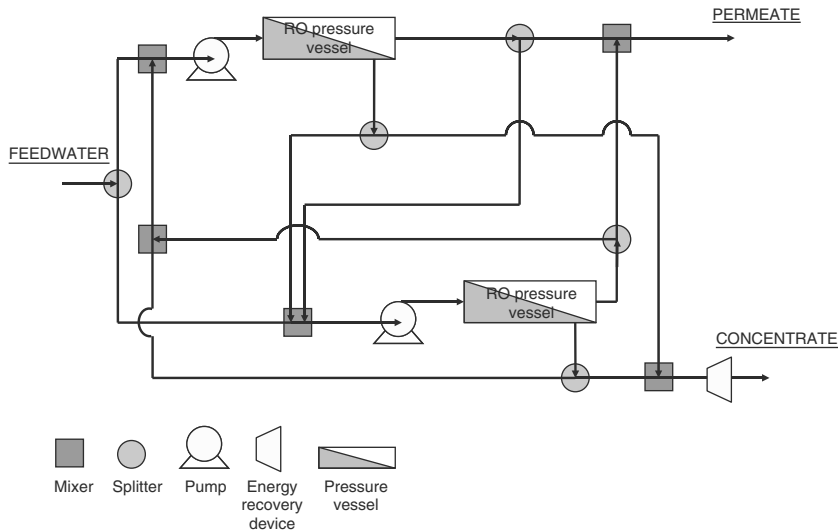 PERMEATE
RO pressure
vessel
FEEDWATER
RO pressure
vessel
CONCENTRATE
Mixer
Splitter
Pump
Energy
recovery
device
Pressure
vessel